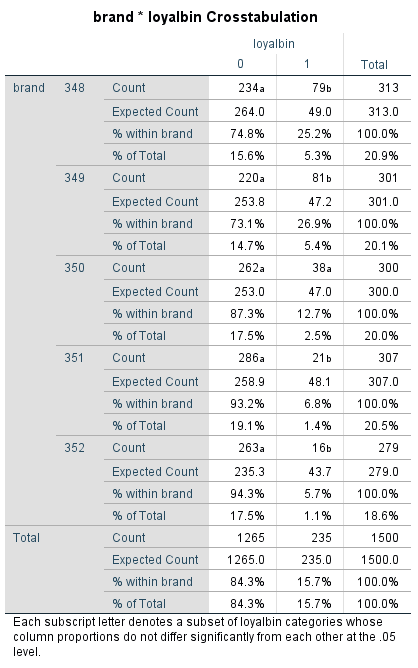 brand * loyalbin Crosstabulation
loyalbin
0 1 Total
brand 348 Count 234a 79b 313
Expected Count 264.0 49.0 313.0
% within brand 74.8% 25.2% 100.0%
% of Total 15.6% 5.3% 20.9%
349 Count 220a 81b 301
Expected Count 253.8 47.2 301.0
% within brand 73.1% 26.9% 100.0%
% of Total 14.7% 5.4% 20.1%
350 Count 262a 38a 300
Expected Count 253.0 47.0 300.0
% within brand 87.3% 12.7% 100.0%
% of Total 17.5% 2.5% 20.0%
351 Count 286a 21b 307
Expected Count 258.9 48.1 307.0
% within brand 93.2% 6.8% 100.0%
% of Total 19.1% 1.4% 20.5%
352 Count 263a 16b 279
Expected Count 235.3 43.7 279.0
% within brand 94.3% 5.7% 100.0%
% of Total 17.5% 1.1% 18.6%
Total Count 1265 235 1500
Expected Count 1265.0 235.0 1500.0
% within brand 84.3% 15.7% 100.0%
% of Total 84.3% 15.7% 100.0%
Each subscript letter denotes a subset of loyalbin categories whose
column proportions do not differ significantly from each other at the .05
level.